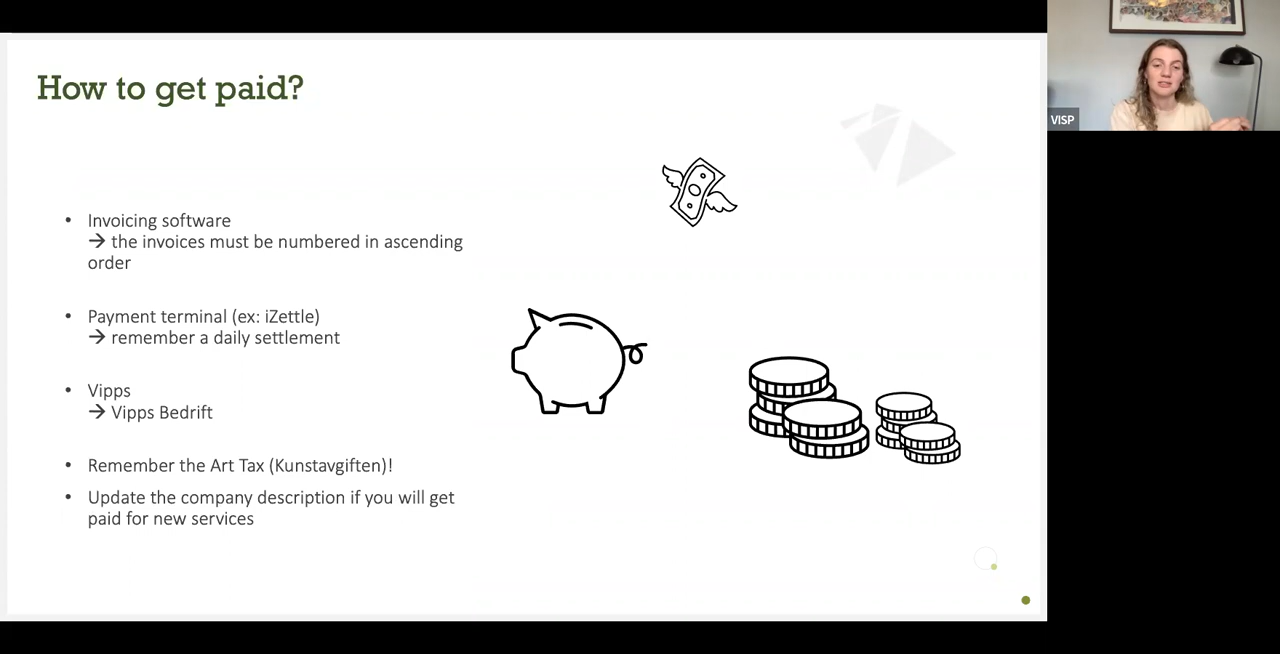 How to get paid?
VISP
• Invoicing software
→ the invoices must be numbered in ascending
order
• Payment terminal (ex: iZettle)
→ remember a daily settlement
• Vipps
→ Vipps Bedrift
• Remember the Art Tax (Kunstavgiften)!
• Update the company description if you will get
paid for new services